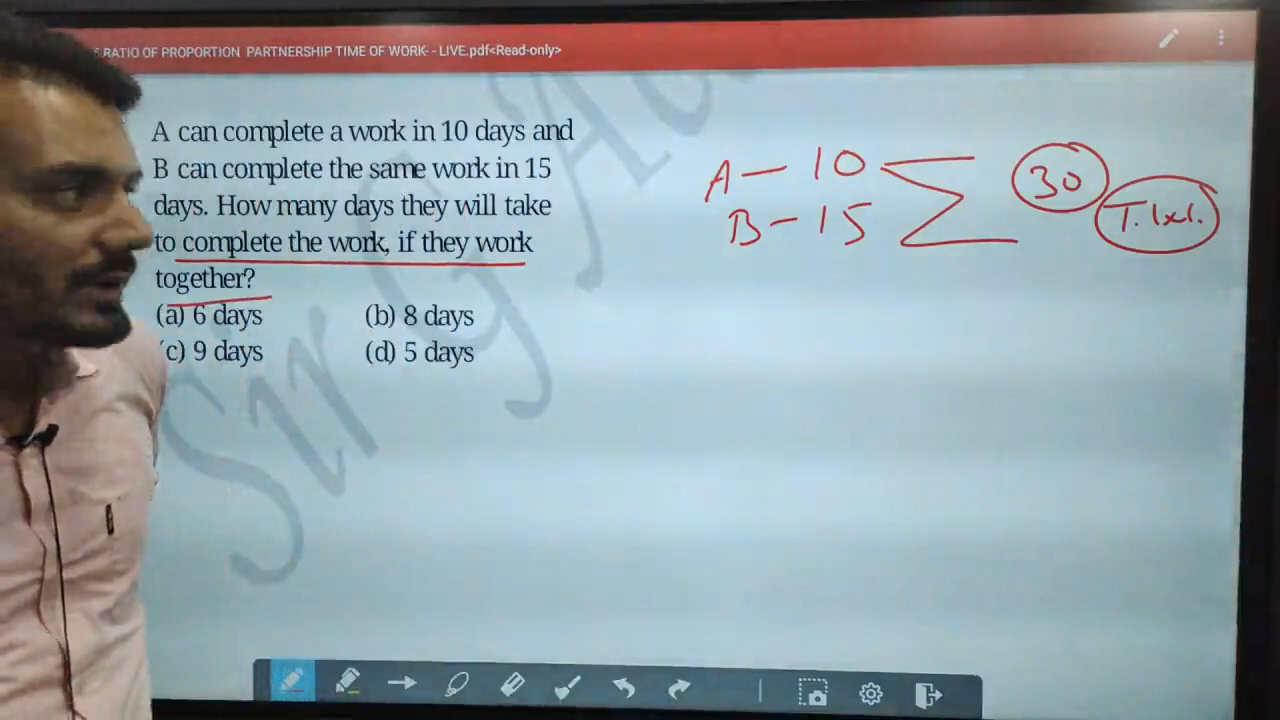 RATIO OF PROPORTION PARTNERSHIP TIME OF WORK- - LIVE.pdf<Read-only>
A can complete a work in 10 days and
B can complete the same work in 15
days. How many days they will take
to complete the work, if they work
together?
(a) 6 days (b) 8 days
(c) 9 days (d) 5 days
A - 10
B - 15
30
Sir G